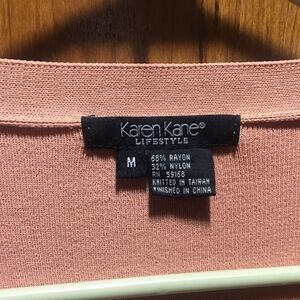 Karen Kane®
LIFESTYLE
M
68% RAYON
32% NYLON
RN 59168
KNITTED IN TAIWAN
FINISHED IN CHINA